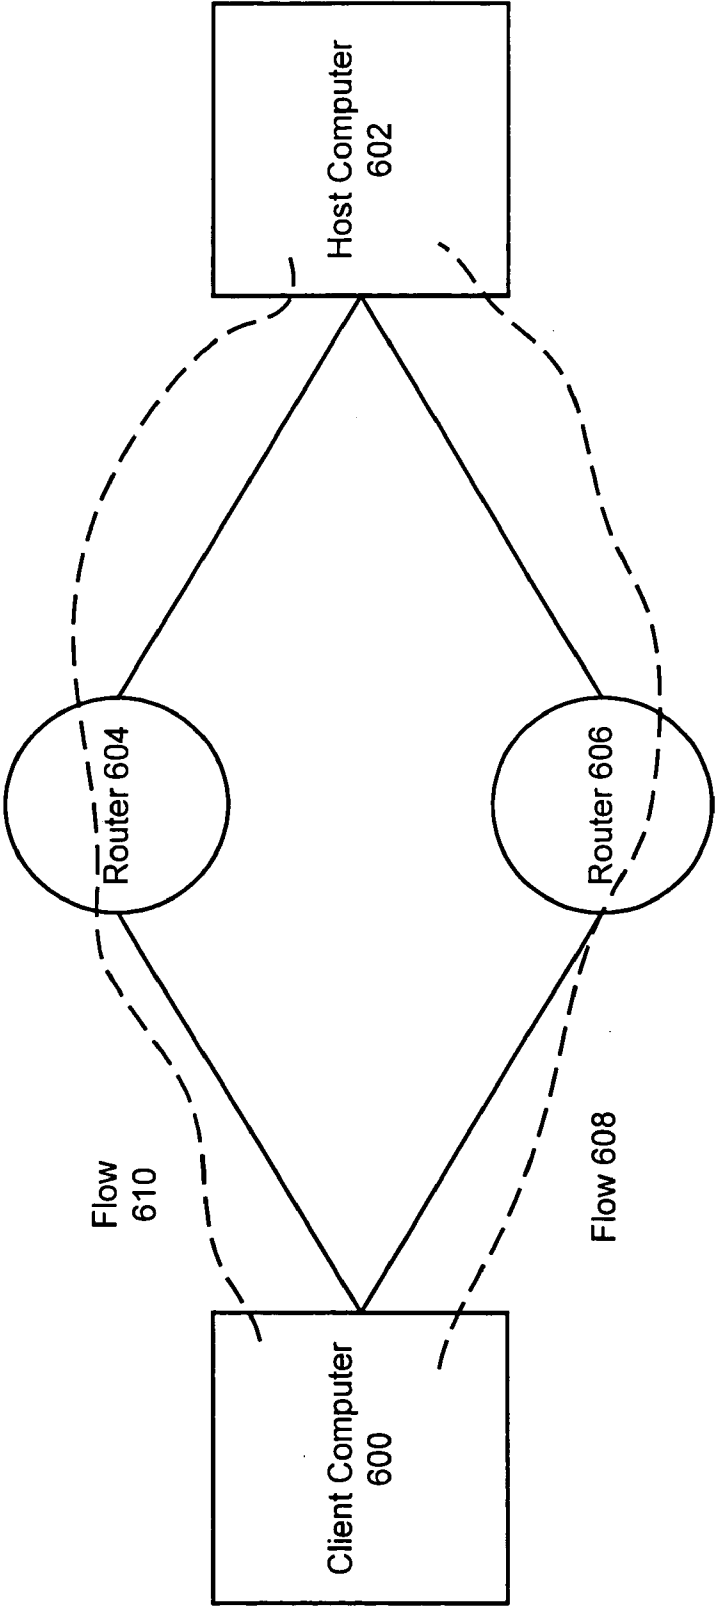 Client Computer
600
Flow
610
Flow 608
Router 604
Router 606
Host Computer
602